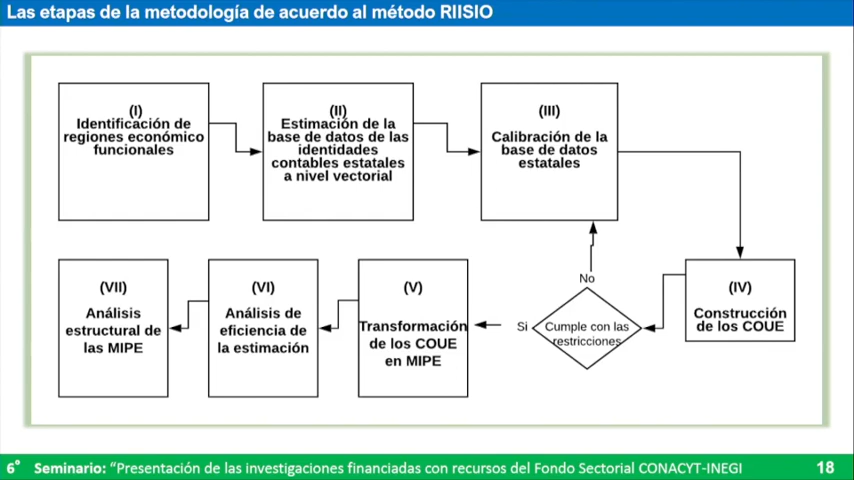 Las etapas de la metodología de acuerdo al método RIISIO
(I)
Identificación de
regiones económico
funcionales
(II)
Estimación de la
base de datos de las
identidades
contables estatales
a nivel vectorial
(III)
Calibración de la
base de datos
estatales
(IV)
Construcción
de los COUE
No
Cumple con las
restricciones
Si
(V)
Transformación
de los COUE
en MIPE
(VI)
Análisis de
eficiencia de
la estimación
(VII)
Análisis
estructural de
las MIPE
6° Seminario: “Presentación de las investigaciones financiadas con recursos del Fondo Sectorial CONACYT-INEGI
18